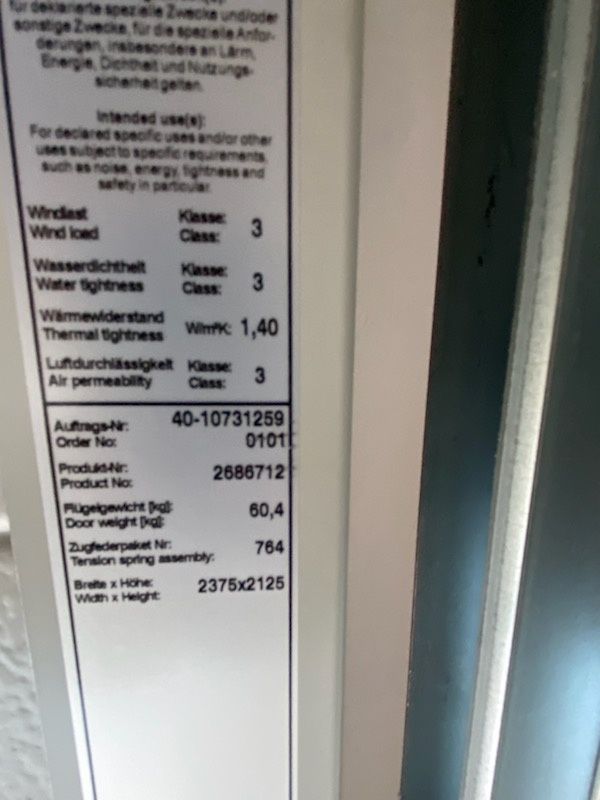 für deklarierte spezielle Zwecke und/oder
sonstige Zwecke, für die spezielle Anfor-
derungen, insbesondere an Lärm,
Energie, Dichtheit und Nutzungs-
sicherheit gelten.
Intended use(s):
For declared specific uses and/or other
uses subject to specific requirements,
such as noise, energy, tightness and
safety in particular.
Windlast Klasse:
Wind load Class: 3
Wasserdichtheit Klasse:
Water tightness Class: 3
Wärmewiderstand
Thermal tightness W/m²K: 1,40
Luftdurchlässigkeit Klasse:
Air permeability Class: 3
Auftrags-Nr: 40-10731259
Order No: 0101
Produkt-Nr:
Product No: 2686712
Flügelgewicht [kg]:
Door weight [kg]: 60,4
Zugfederpaket Nr: 764
Tension spring assembly:
Breite x Höhe: 2375x2125
Width x Height: